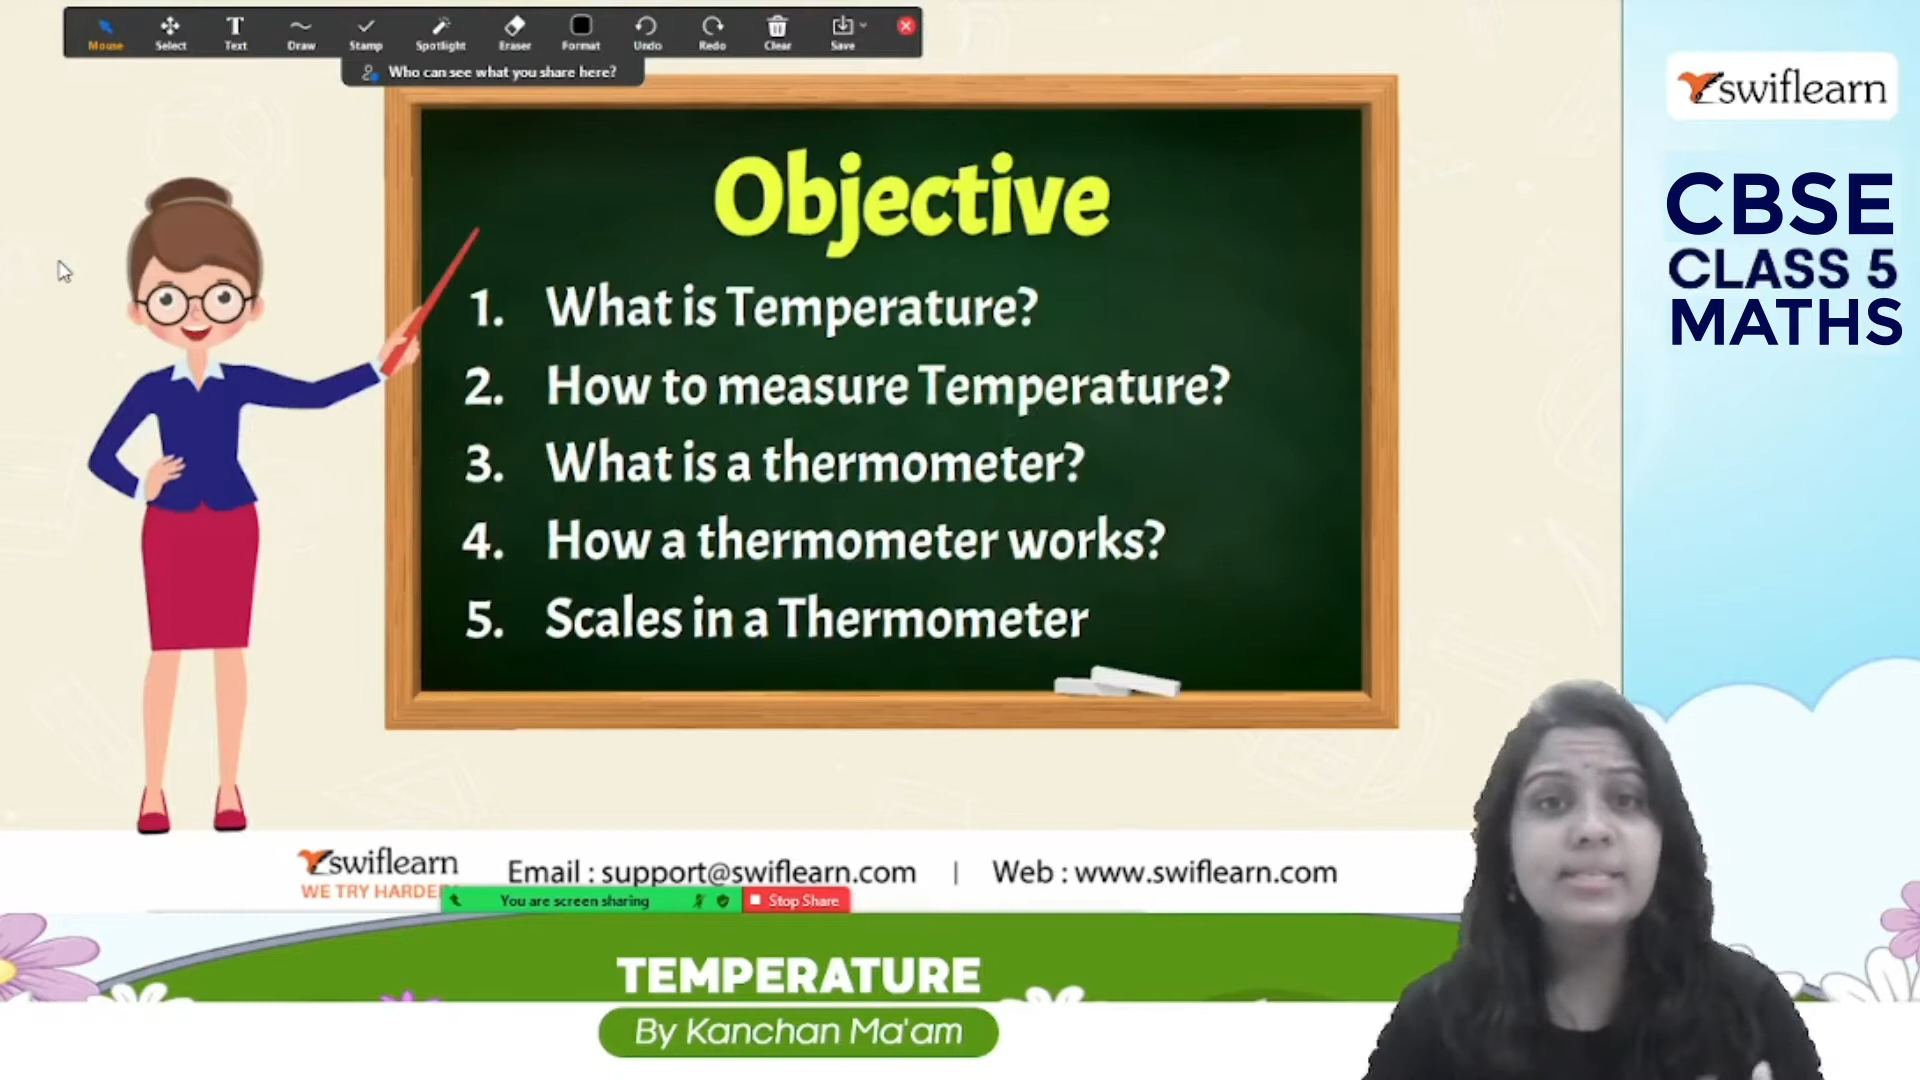 Mouse Select Text Draw Stamp Spotlight Eraser Format Undo Redo Clear Save
Who can see what you share here?
swiflearn
CBSE
CLASS 5
MATHS
Objective
1. What is Temperature?
2. How to measure Temperature?
3. What is a thermometer?
4. How a thermometer works?
5. Scales in a Thermometer
swiflearn
WE TRY HARDER!
Email : support@swiflearn.com | Web : www.swiflearn.com
You are screen sharing Stop Share
TEMPERATURE
By Kanchan Ma'am